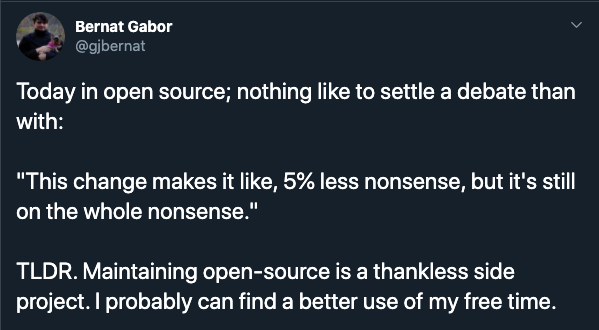 Bernat Gabor
@gjbernat
Today in open source; nothing like to settle a debate than
with:
"This change makes it like, 5% less nonsense, but it's still
on the whole nonsense."
TLDR. Maintaining open-source is a thankless side
project. I probably can find a better use of my free time.